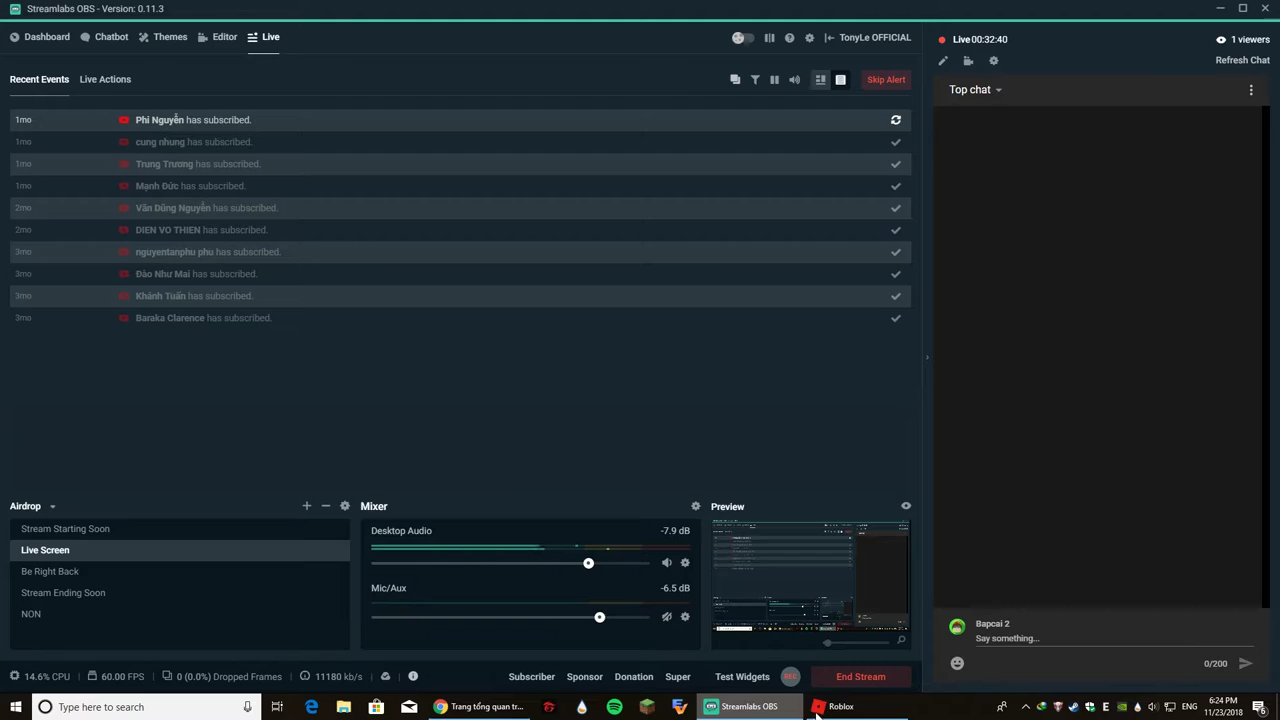 Streamlabs OBS - Version: 0.11.3
Dashboard Chatbot Themes Editor Live
TonyLe OFFICIAL
Recent Events Live Actions
Skip Alert
1mo Phi Nguyễn has subscribed.
1mo cung nhung has subscribed.
1mo Trung Trương has subscribed.
1mo Mạnh Đức has subscribed.
2mo Văn Dũng Nguyễn has subscribed.
2mo DIEN VO THIEN has subscribed.
3mo nguyentanphu phu has subscribed.
3mo Đào Như Mai has subscribed.
3mo Khánh Tuấn has subscribed.
3mo Baraka Clarence has subscribed.
Live 00:32:40
1 viewers
Refresh Chat
Top chat
Airdrop
Stream Starting Soon
Live Screen
Be Right Back
Stream Ending Soon
NON
Mixer
Desktop Audio -7.9 dB
Mic/Aux -6.5 dB
Preview
Bapcai 2
Say something...
0/200
14.6% CPU 60.00 FPS 0 (0.0%) Dropped Frames 11180 kb/s
Subscriber Sponsor Donation Super Test Widgets REC End Stream
Type here to search
Trang tổng quan tr...
Streamlabs OBS
Roblox
ENG
6:24 PM
11/23/2018